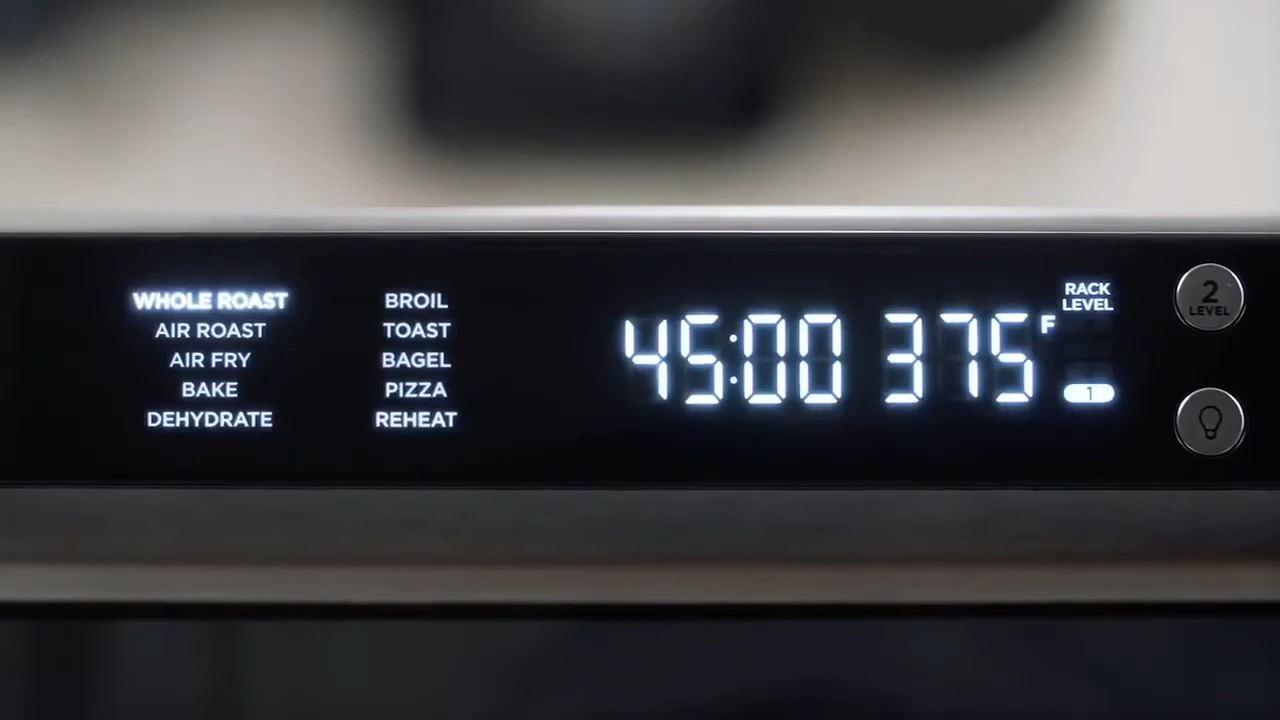 WHOLE ROAST
AIR ROAST
AIR FRY
BAKE
DEHYDRATE
BROIL
TOAST
BAGEL
PIZZA
REHEAT
45:00 375 F
RACK
LEVEL
1
2
LEVEL